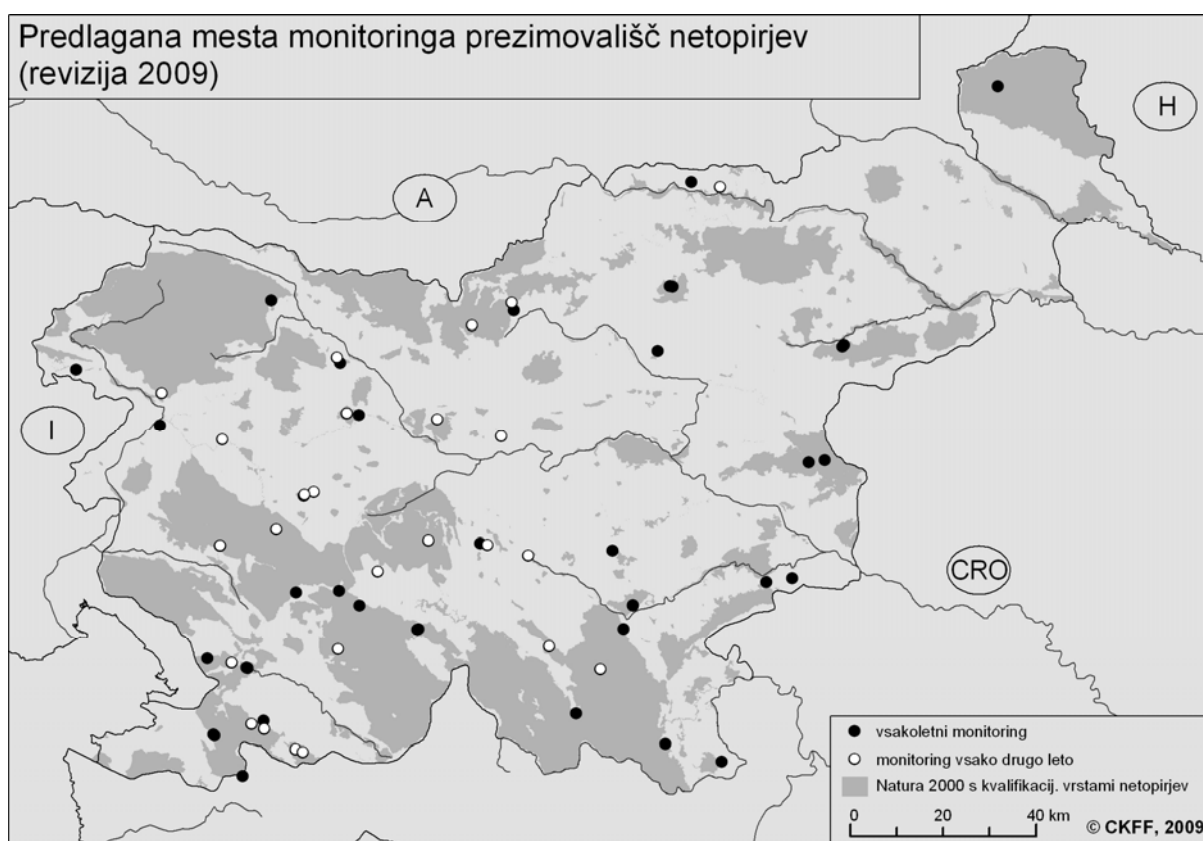 Predlagana mesta monitoringa prezimovališč netopirjev
(revizija 2009)
H
A
I
CRO
vsakoletni monitoring
monitoring vsako drugo leto
Natura 2000 s kvalifikacij. vrstami netopirjev
0 20 40 km
© CKFF, 2009